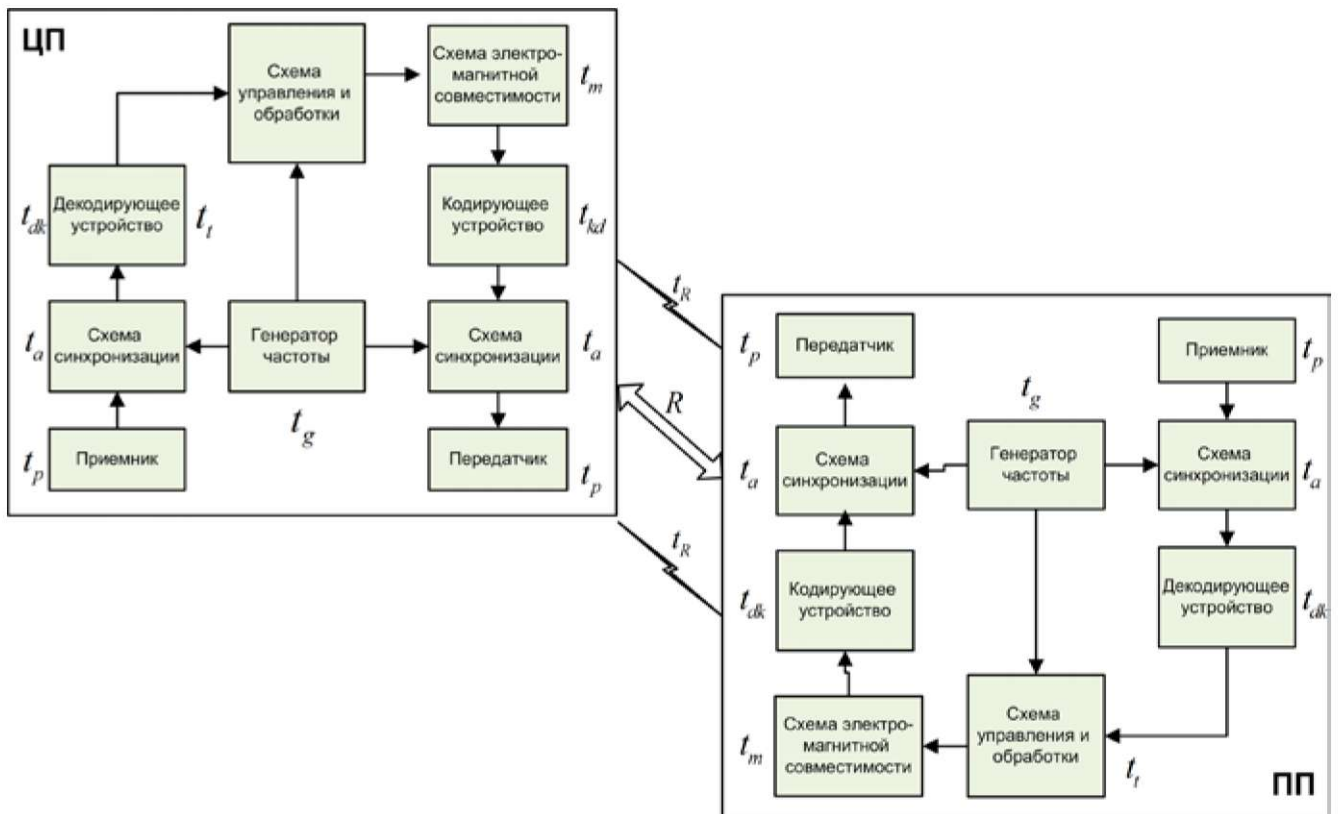 ЦП
Схема
управления и
обработки
Схема электро-
магнитной
совместимости
t_m
t_dk
Декодирующее
устройство
t_t
Кодирующее
устройство
t_kd
t_a
Схема
синхронизации
Генератор
частоты
t_g
Схема
синхронизации
t_a
t_p
Приемник
Передатчик
t_p
t_R
R
t_R
t_p
Передатчик
Приемник
t_p
t_g
t_a
Схема
синхронизации
Генератор
частоты
Схема
синхронизации
t_a
t_dk
Кодирующее
устройство
Декодирующее
устройство
t_dk
t_m
Схема электро-
магнитной
совместимости
Схема
управления и
обработки
t_t
ПП